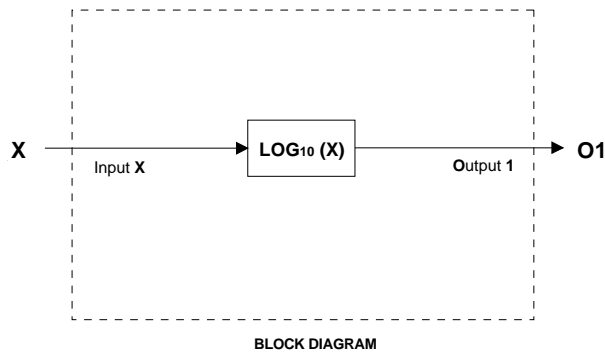 X
Input X
LOG10 (X)
Output 1
O1
BLOCK DIAGRAM